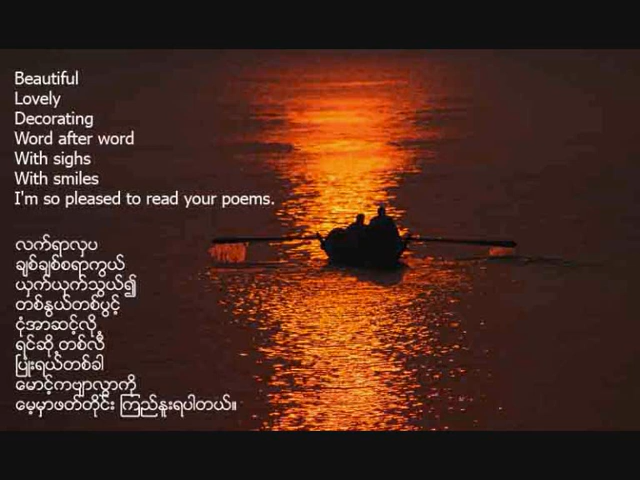 Beautiful
Lovely
Decorating
Word after word
With sighs
With smiles
I'm so pleased to read your poems.
လက်ရာလှပ
ချစ်ချစ်စရာကွယ်
ယှက်ယှက်သွယ်၍
တစ်နွယ်တစ်ပွင့်
ငုံအာဆင့်လို့
ရင်ဆို့တစ်လီ
ပြုံးရယ်တစ်ခါ
မောင့်ကဗျာလွှာကို
မေ့မှာဖတ်တိုင်း ကြည်နူးရပါတယ်။